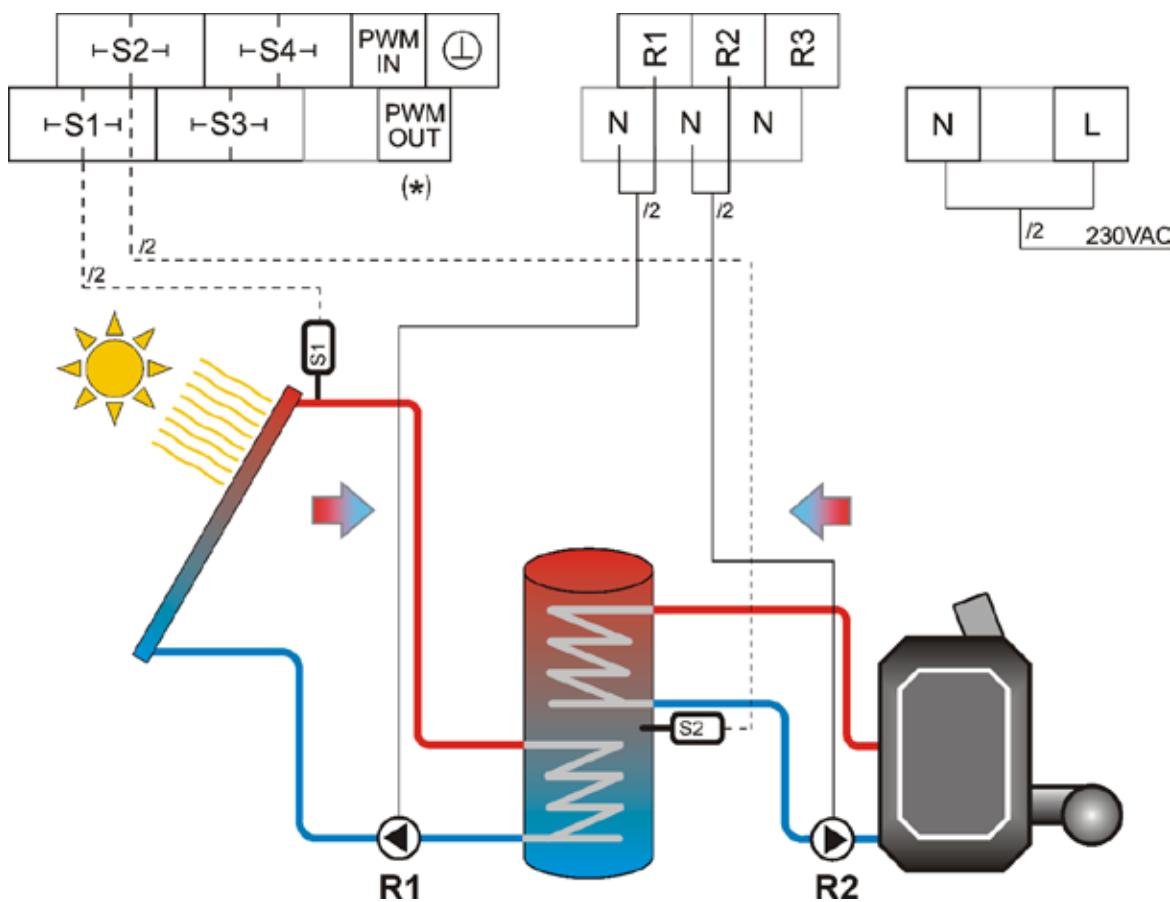 S2 S4 PWM IN
S1 S3 PWM OUT
(*)
R1 R2 R3
N N N
N L
/2 /2
/2 230VAC
/2
/2
S1
S2
R1
R2